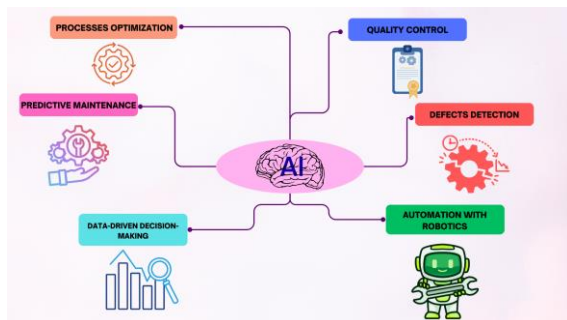 PROCESSES OPTIMIZATION
QUALITY CONTROL
PREDICTIVE MAINTENANCE
DEFECTS DETECTION
AI
DATA-DRIVEN DECISION-
MAKING
AUTOMATION WITH
ROBOTICS